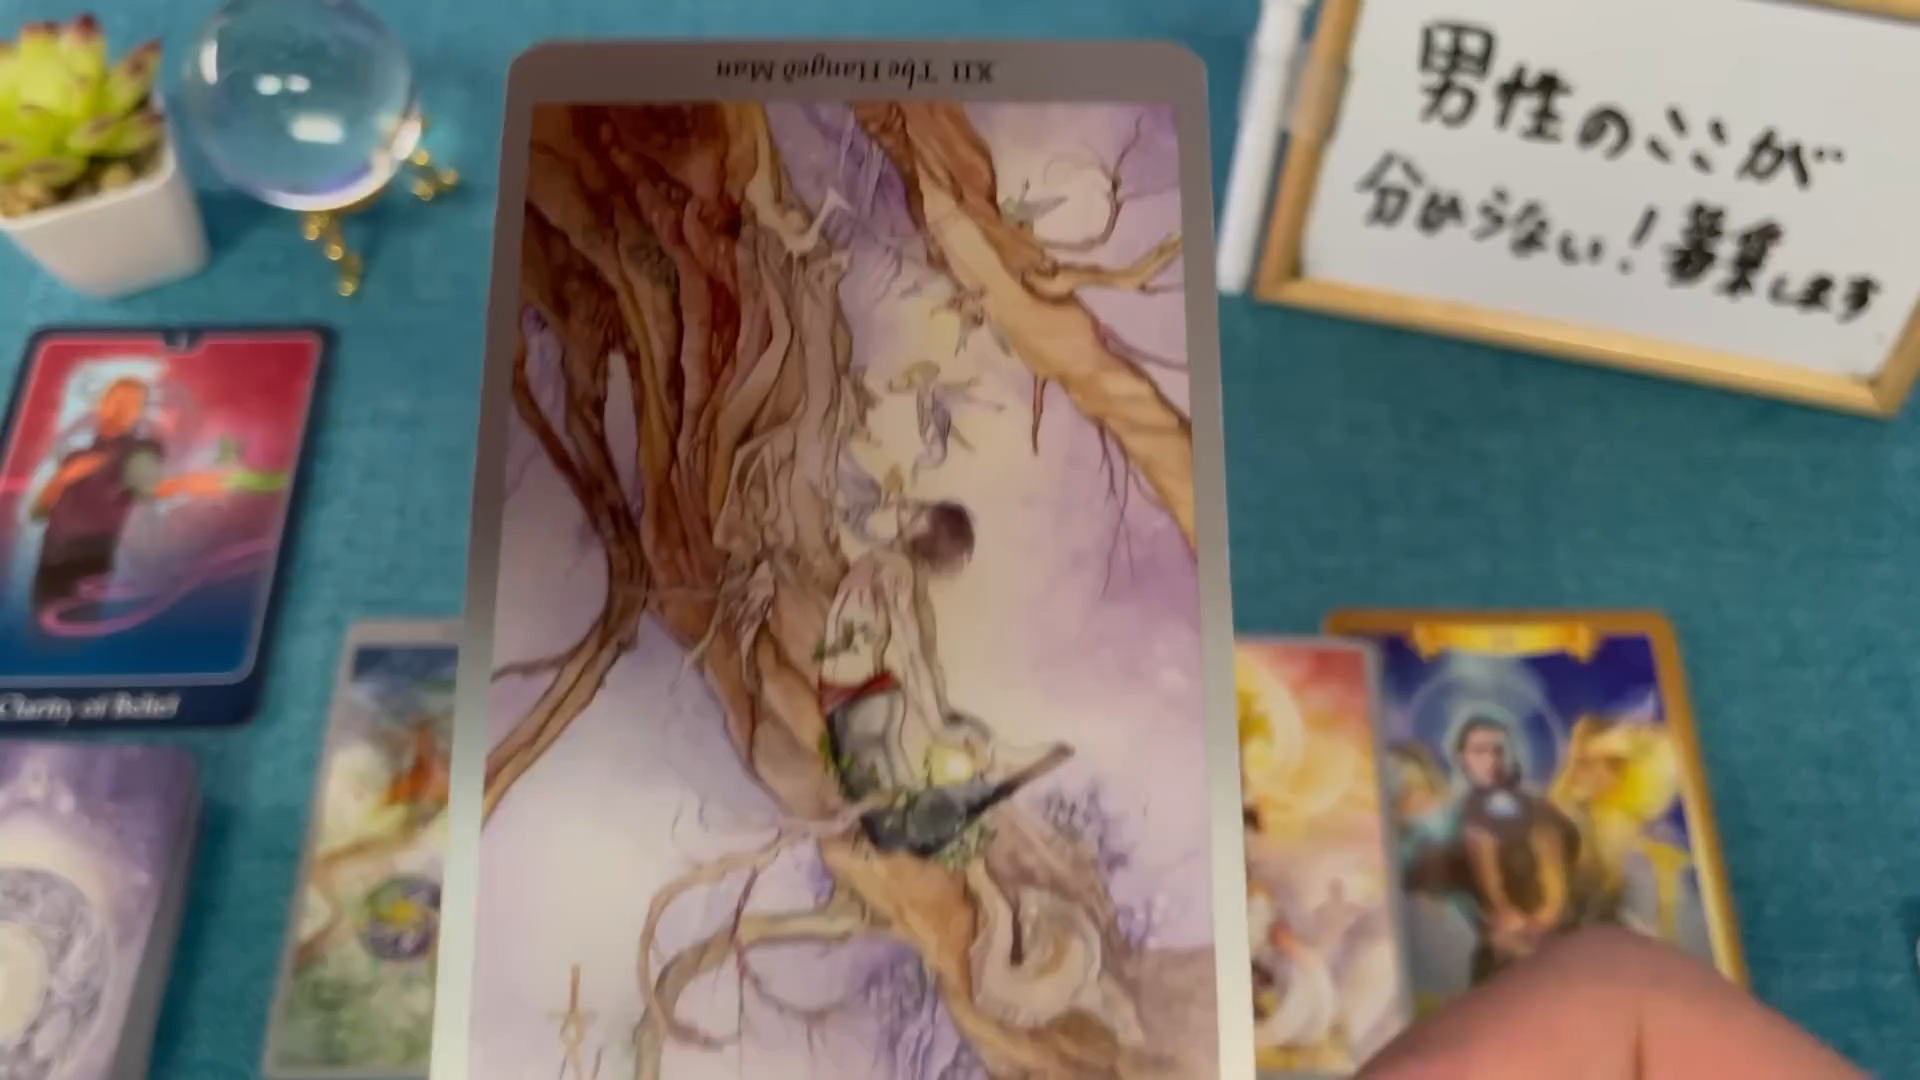 XII The Hanged Man
男性のここが
分からない!募集します
Clarity of Belief